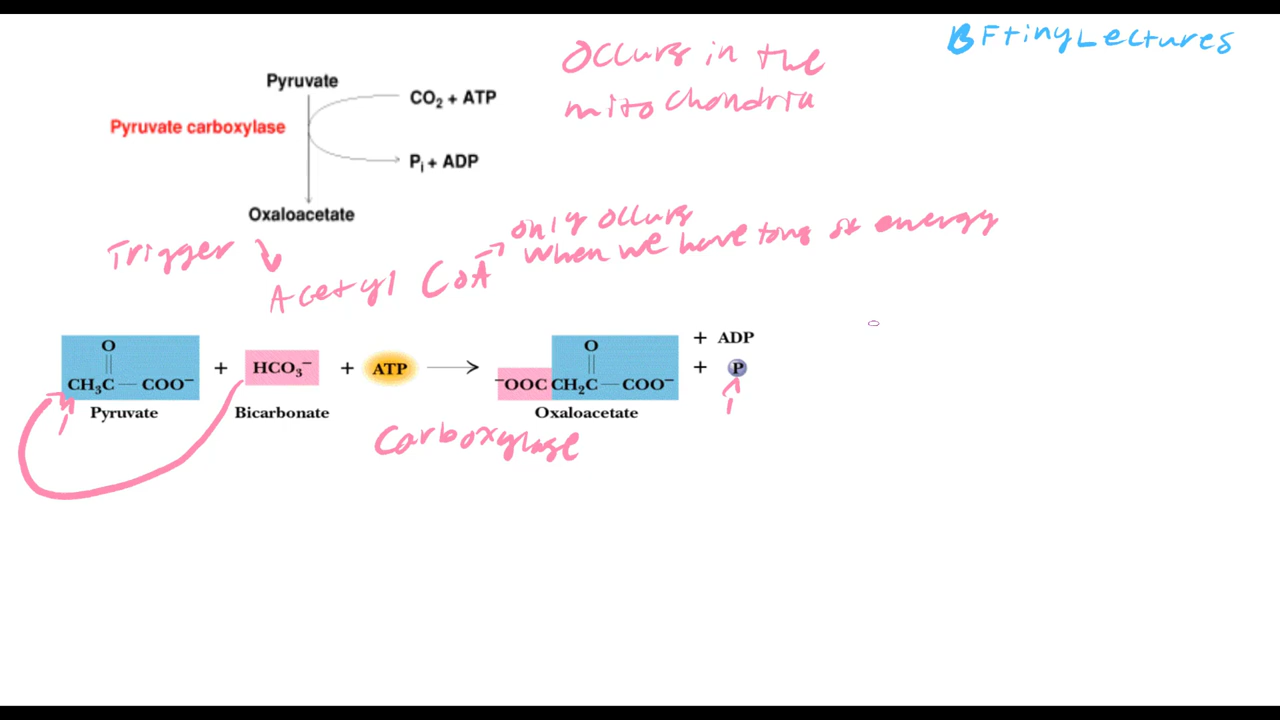 BFtinyLectures
Occurs in the
mitochondria
Pyruvate
CO₂ + ATP
Pyruvate carboxylase
Pᵢ + ADP
Oxaloacetate
only occurs
when we have tons of energy
Trigger
Acetyl CoA
O
CH₃C — COO⁻
Pyruvate
+
HCO₃⁻
Bicarbonate
+ ATP
O
⁻OOC CH₂C — COO⁻
Oxaloacetate
+ ADP
+ P
Carboxylase